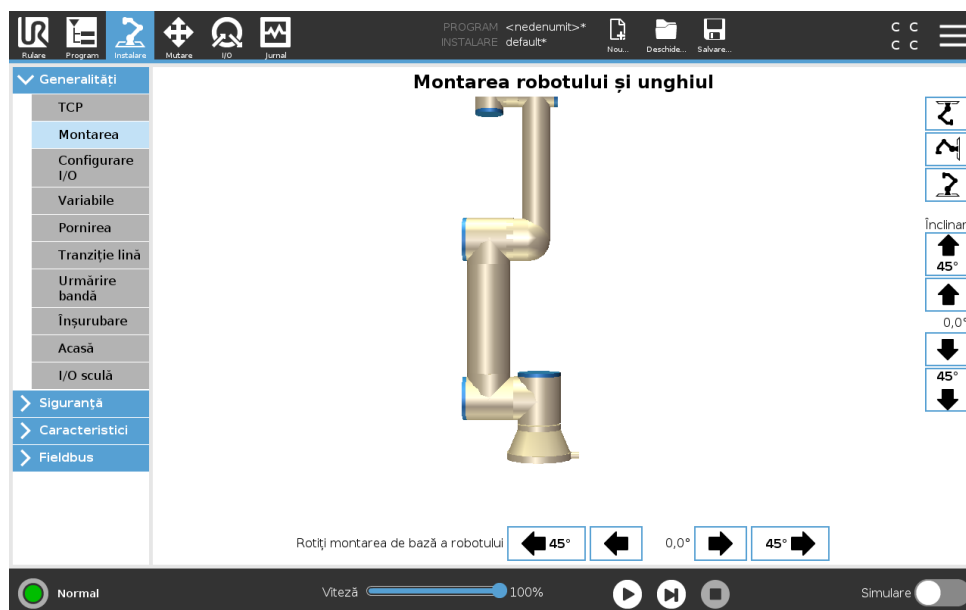 PROGRAM <nedenumit>*
INSTALARE default*
Rulare
Program
Instalare
Mutare
I/O
Jurnal
Nou...
Deschide...
Salvare...
C C
C C
Generalități
TCP
Montarea
Configurare
I/O
Variabile
Pornirea
Tranziție lină
Urmărire
bandă
Înșurubare
Acasă
I/O sculă
Siguranță
Caracteristici
Fieldbus
Montarea robotului și unghiul
Înclinar
45°
0,0°
45°
Rotiți montarea de bază a robotului
45°
0,0°
45°
Normal
Viteză
100%
Simulare